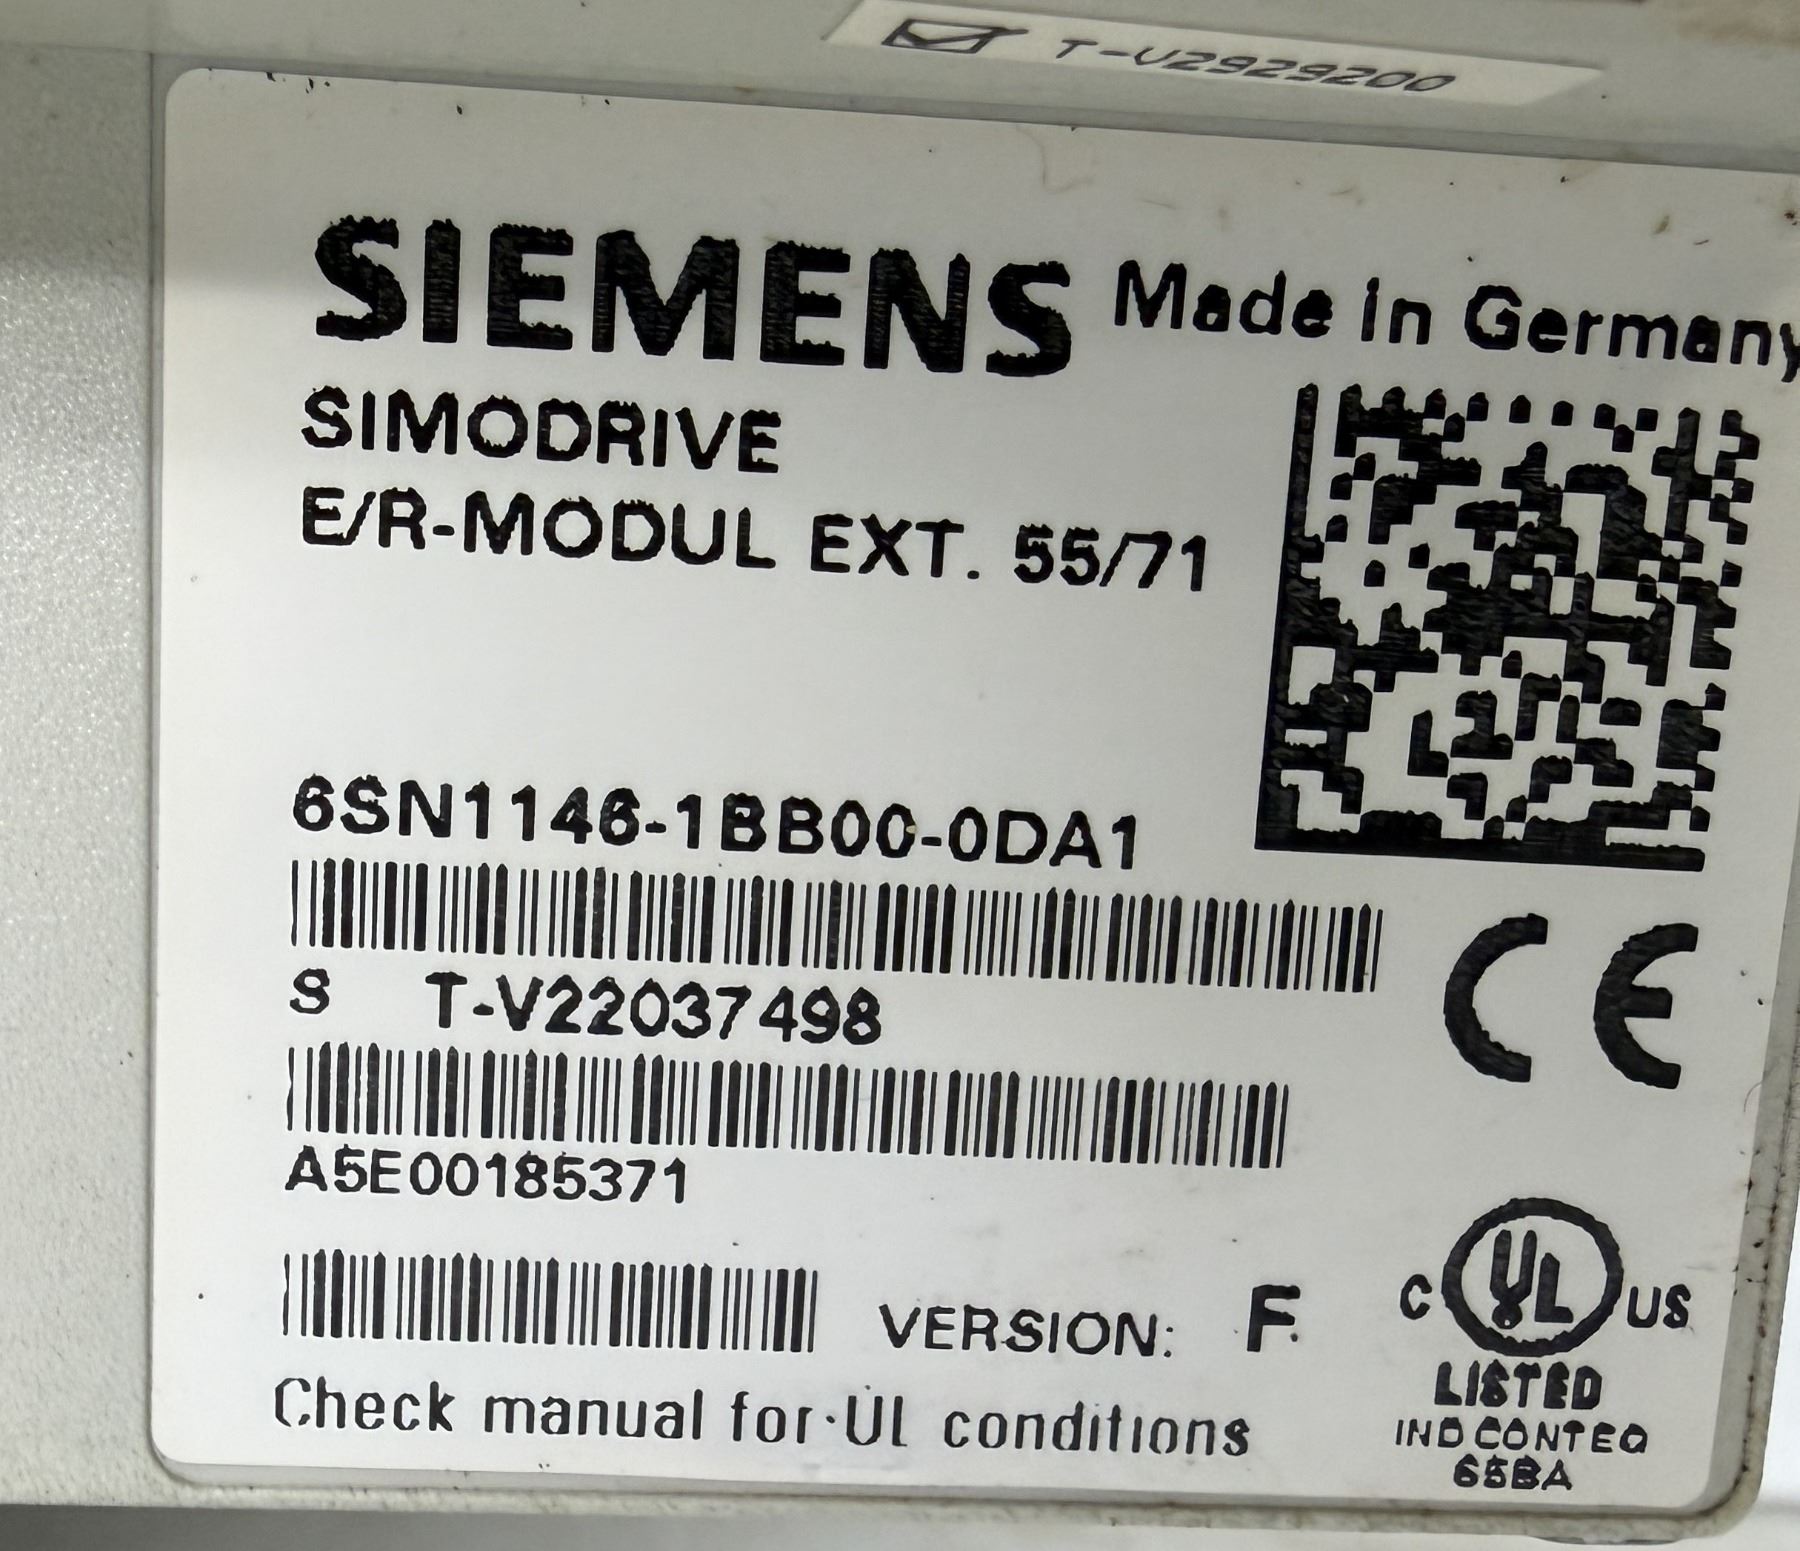 T-V2929200
SIEMENS Made in Germany
SIMODRIVE
E/R-MODUL EXT. 55/71
6SN1146-1BB00-0DA1
S T-V22037498
A5E00185371
VERSION: F
Check manual for UL conditions
C UL US
LISTED
IND CONT EQ
65BA
CE